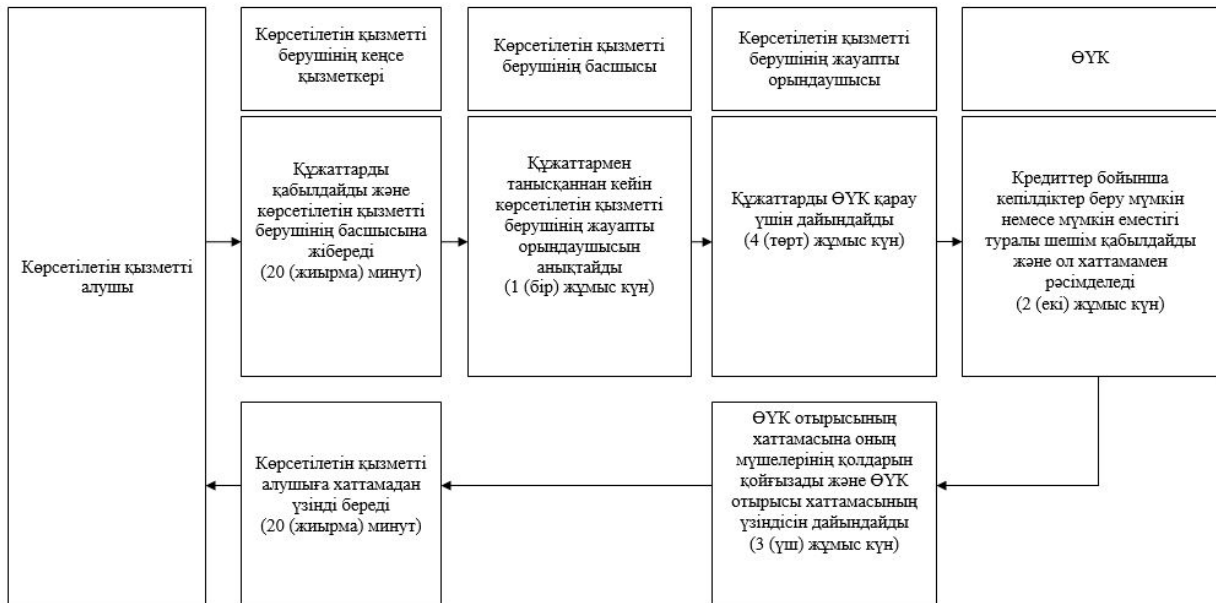 Көрсетілетін қызметті
алушы
Көрсетілетін қызметті
берушінің кеңсе
қызметкері
Көрсетілетін қызметті
берушінің басшысы
Көрсетілетін қызметті
берушінің жауапты
орындаушысы
ӨҮК
Құжаттарды
қабылдайды және
көрсетілетін қызметті
берушінің басшысына
жібереді
(20 (жиырма) минут)
Құжаттармен
танысқаннан кейін
көрсетілетін қызметті
берушінің жауапты
орындаушысын
анықтайды
(1 (бір) жұмыс күн)
Құжаттарды ӨҮК қарау
үшін дайындайды
(4 (төрт) жұмыс күн)
Кредиттер бойынша
кепілдіктер беру мүмкін
немесе мүмкін еместігі
туралы шешім қабылдайды
және ол хаттамамен
рәсімделеді
(2 (екі) жұмыс күн)
ӨҮК отырысының
хаттамасына оның
мүшелерінің қолдарын
қойғызады және ӨҮК
отырысы хаттамасының
үзіндісін дайындайды
(3 (үш) жұмыс күн)
Көрсетілетін қызметті
алушыға хаттамадан
үзінді береді
(20 (жиырма) минут)